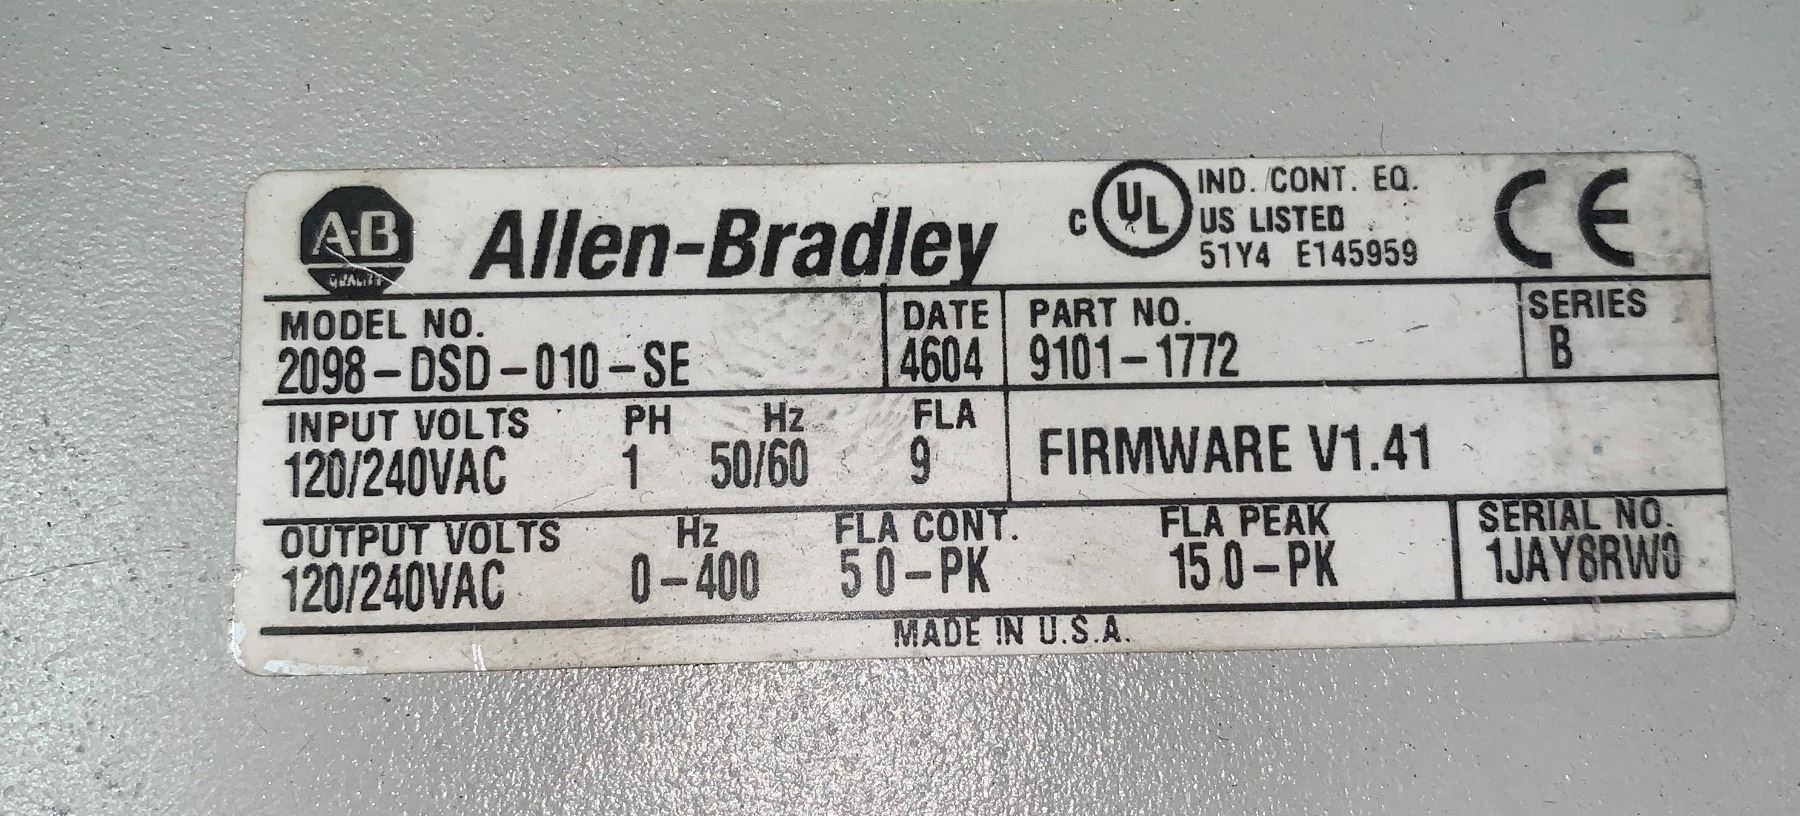 A-B
QUALITY
Allen-Bradley
C UL US LISTED
IND. CONT. EQ.
51Y4 E145959
CE
MODEL NO.
2098-DSD-010-SE
DATE
4604
PART NO.
9101-1772
SERIES
B
INPUT VOLTS PH Hz FLA
120/240VAC 1 50/60 9
FIRMWARE V1.41
OUTPUT VOLTS Hz FLA CONT. FLA PEAK
120/240VAC 0-400 5 0-PK 15 0-PK
SERIAL NO.
1JAY8RW0
MADE IN U.S.A.